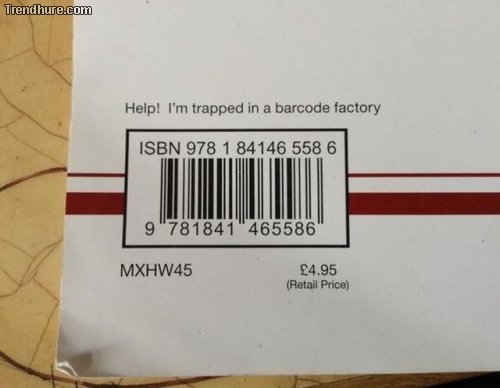 Trendhure.com
Help! I'm trapped in a barcode factory
ISBN 978 1 84146 558 6
9 781841 465586
MXHW45
£4.95
(Retail Price)